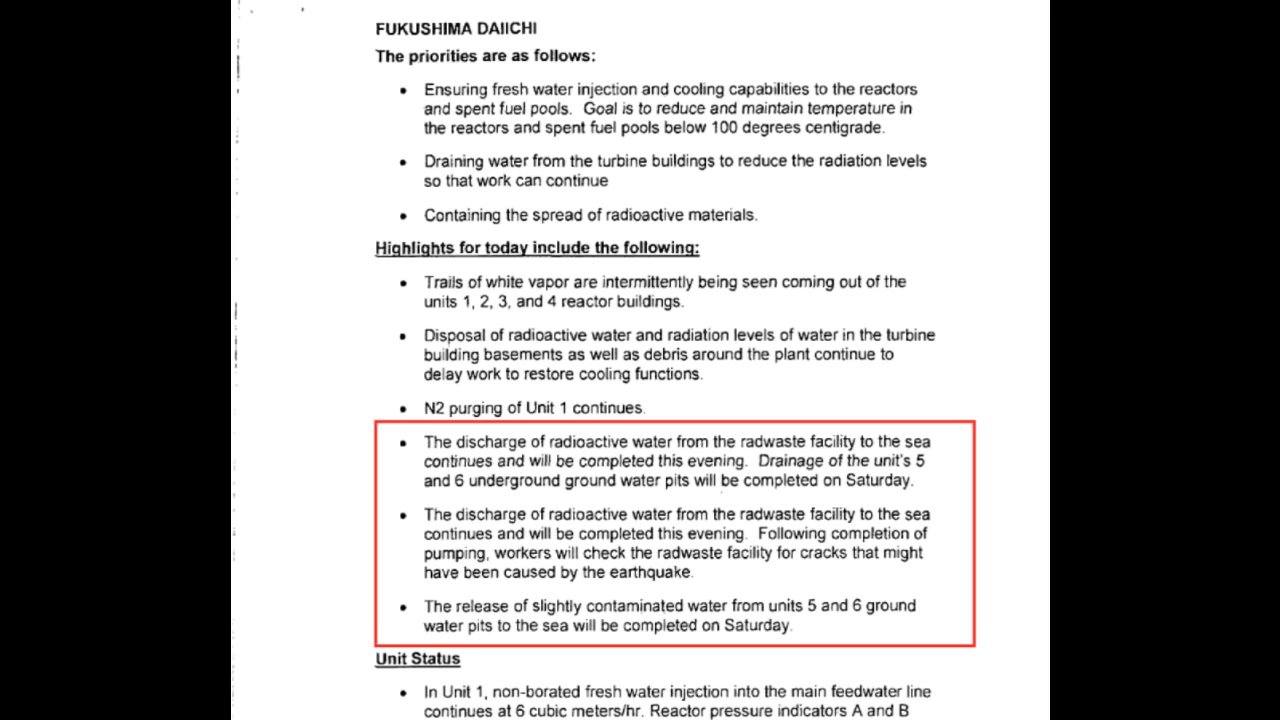 FUKUSHIMA DAIICHI
The priorities are as follows:
• Ensuring fresh water injection and cooling capabilities to the reactors
and spent fuel pools. Goal is to reduce and maintain temperature in
the reactors and spent fuel pools below 100 degrees centigrade.
• Draining water from the turbine buildings to reduce the radiation levels
so that work can continue
• Containing the spread of radioactive materials.
Highlights for today include the following:
• Trails of white vapor are intermittently being seen coming out of the
units 1, 2, 3, and 4 reactor buildings.
• Disposal of radioactive water and radiation levels of water in the turbine
building basements as well as debris around the plant continue to
delay work to restore cooling functions.
• N2 purging of Unit 1 continues.
• The discharge of radioactive water from the radwaste facility to the sea
continues and will be completed this evening. Drainage of the unit's 5
and 6 underground ground water pits will be completed on Saturday.
• The discharge of radioactive water from the radwaste facility to the sea
continues and will be completed this evening. Following completion of
pumping, workers will check the radwaste facility for cracks that might
have been caused by the earthquake.
• The release of slightly contaminated water from units 5 and 6 ground
water pits to the sea will be completed on Saturday.
Unit Status
• In Unit 1, non-borated fresh water injection into the main feedwater line
continues at 6 cubic meters/hr. Reactor pressure indicators A and B